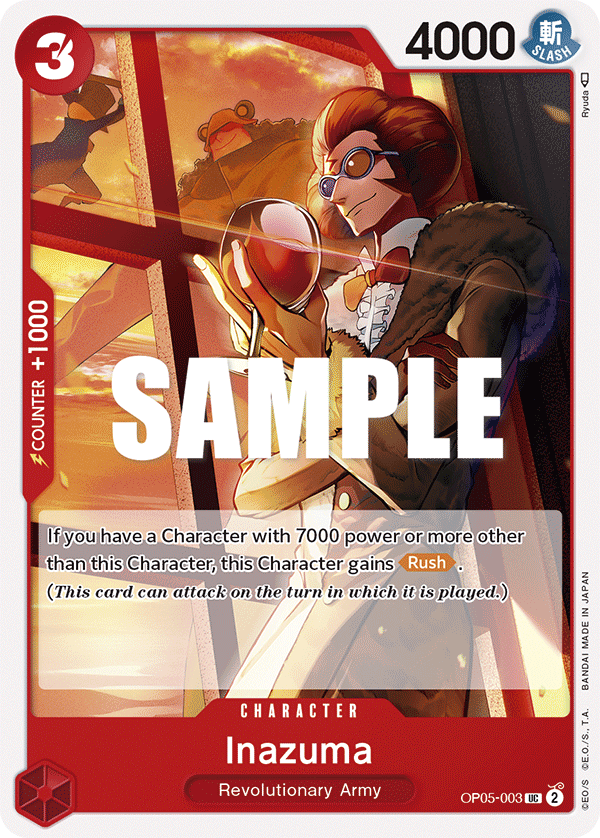 3
4000
斬
SLASH
Ryuda
COUNTER +1000
SAMPLE
If you have a Character with 7000 power or more other
than this Character, this Character gains Rush .
(This card can attack on the turn in which it is played.)
CHARACTER
Inazuma
Revolutionary Army
OP05-003 UC 2
©EO/S ©E.O./S., T.A. BANDAI MADE IN JAPAN